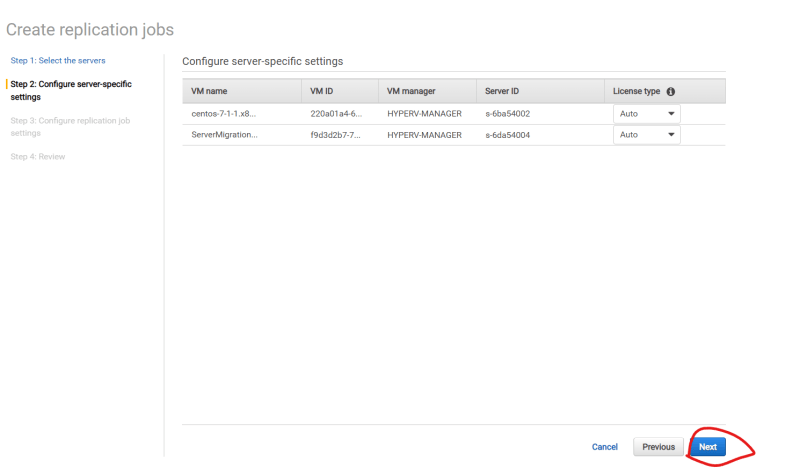 Create replication jobs
Step 1: Select the servers
Step 2: Configure server-specific
settings
Step 3: Configure replication job
settings
Step 4: Review
Configure server-specific settings
VM name VM ID VM manager Server ID License type
centos-7-1-1.x8... 220a01a4-6... HYPERV-MANAGER s-6ba54002 Auto
ServerMigration... f9d3d2b7-7... HYPERV-MANAGER s-6da54004 Auto
Cancel Previous Next